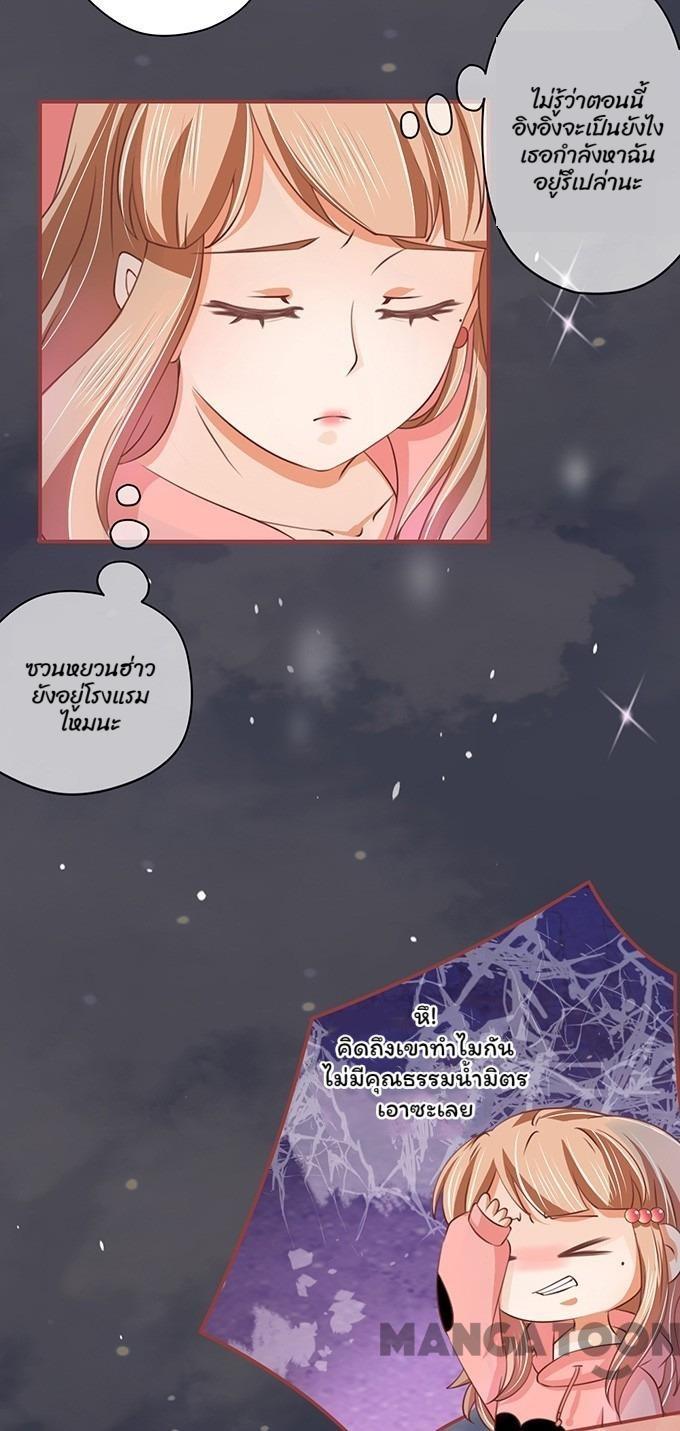 ไม่รู้ว่าตอนนี้
อิงอิงจะเป็นยังไง
เธอกำลังหาฉัน
อยู่รึเปล่านะ
ซวนหยวนฮ่าว
ยังอยู่โรงแรม
ไหมนะ
หึ!
คิดถึงเขาทำไมกัน
ไม่มีคุณธรรมน้ำมิตร
เอาซะเลย
MANGATOON